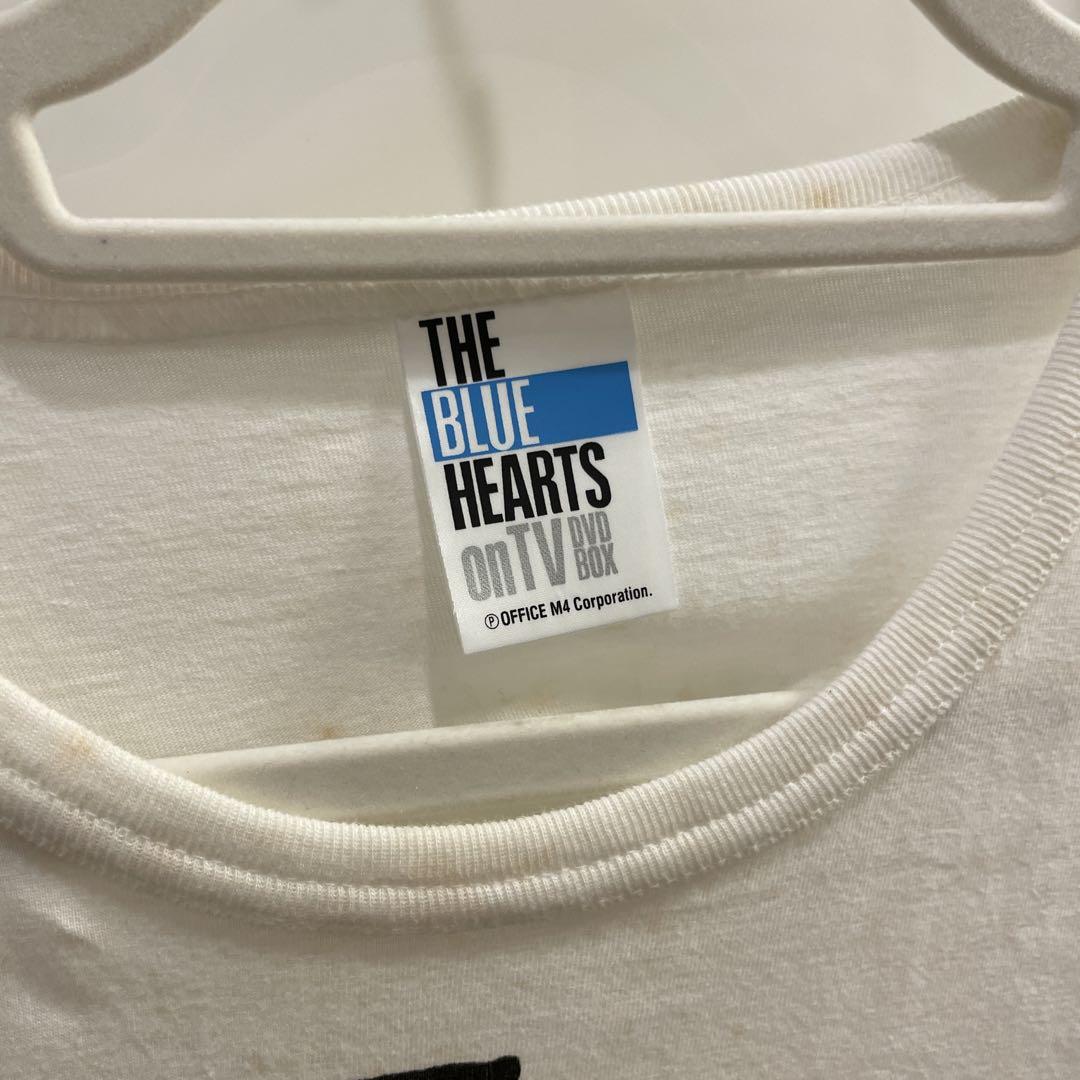 THE
BLUE
HEARTS
onTV DVD BOX
Ⓟ OFFICE M4 Corporation.